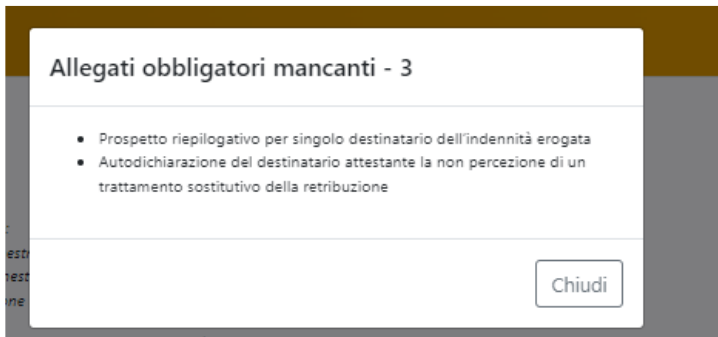 Allegati obbligatori mancanti - 3
• Prospetto riepilogativo per singolo destinatario dell'indennità erogata
• Autodichiarazione del destinatario attestante la non percezione di un
trattamento sostitutivo della retribuzione
Chiudi